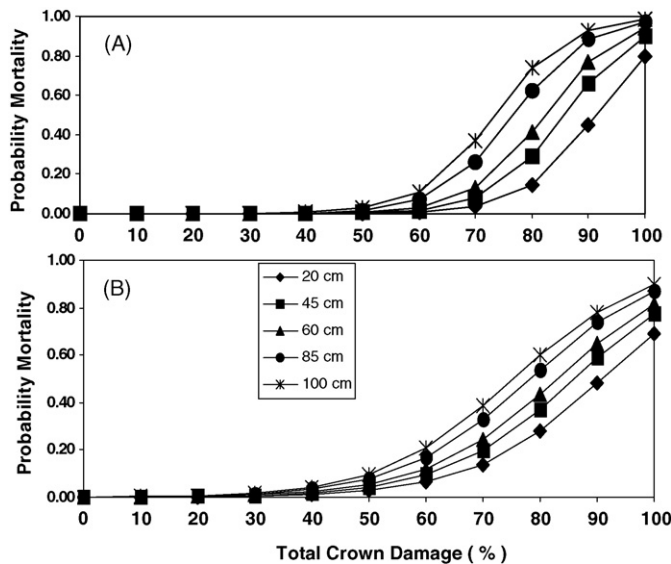 1.00
0.80
0.60
0.40
0.20
0.00
Probability Mortality
(A)
0 10 20 30 40 50 60 70 80 90 100
1.00
0.80
0.60
0.40
0.20
0.00
Probability Mortality
(B)
20 cm
45 cm
60 cm
85 cm
100 cm
0 10 20 30 40 50 60 70 80 90 100
Total Crown Damage ( % )